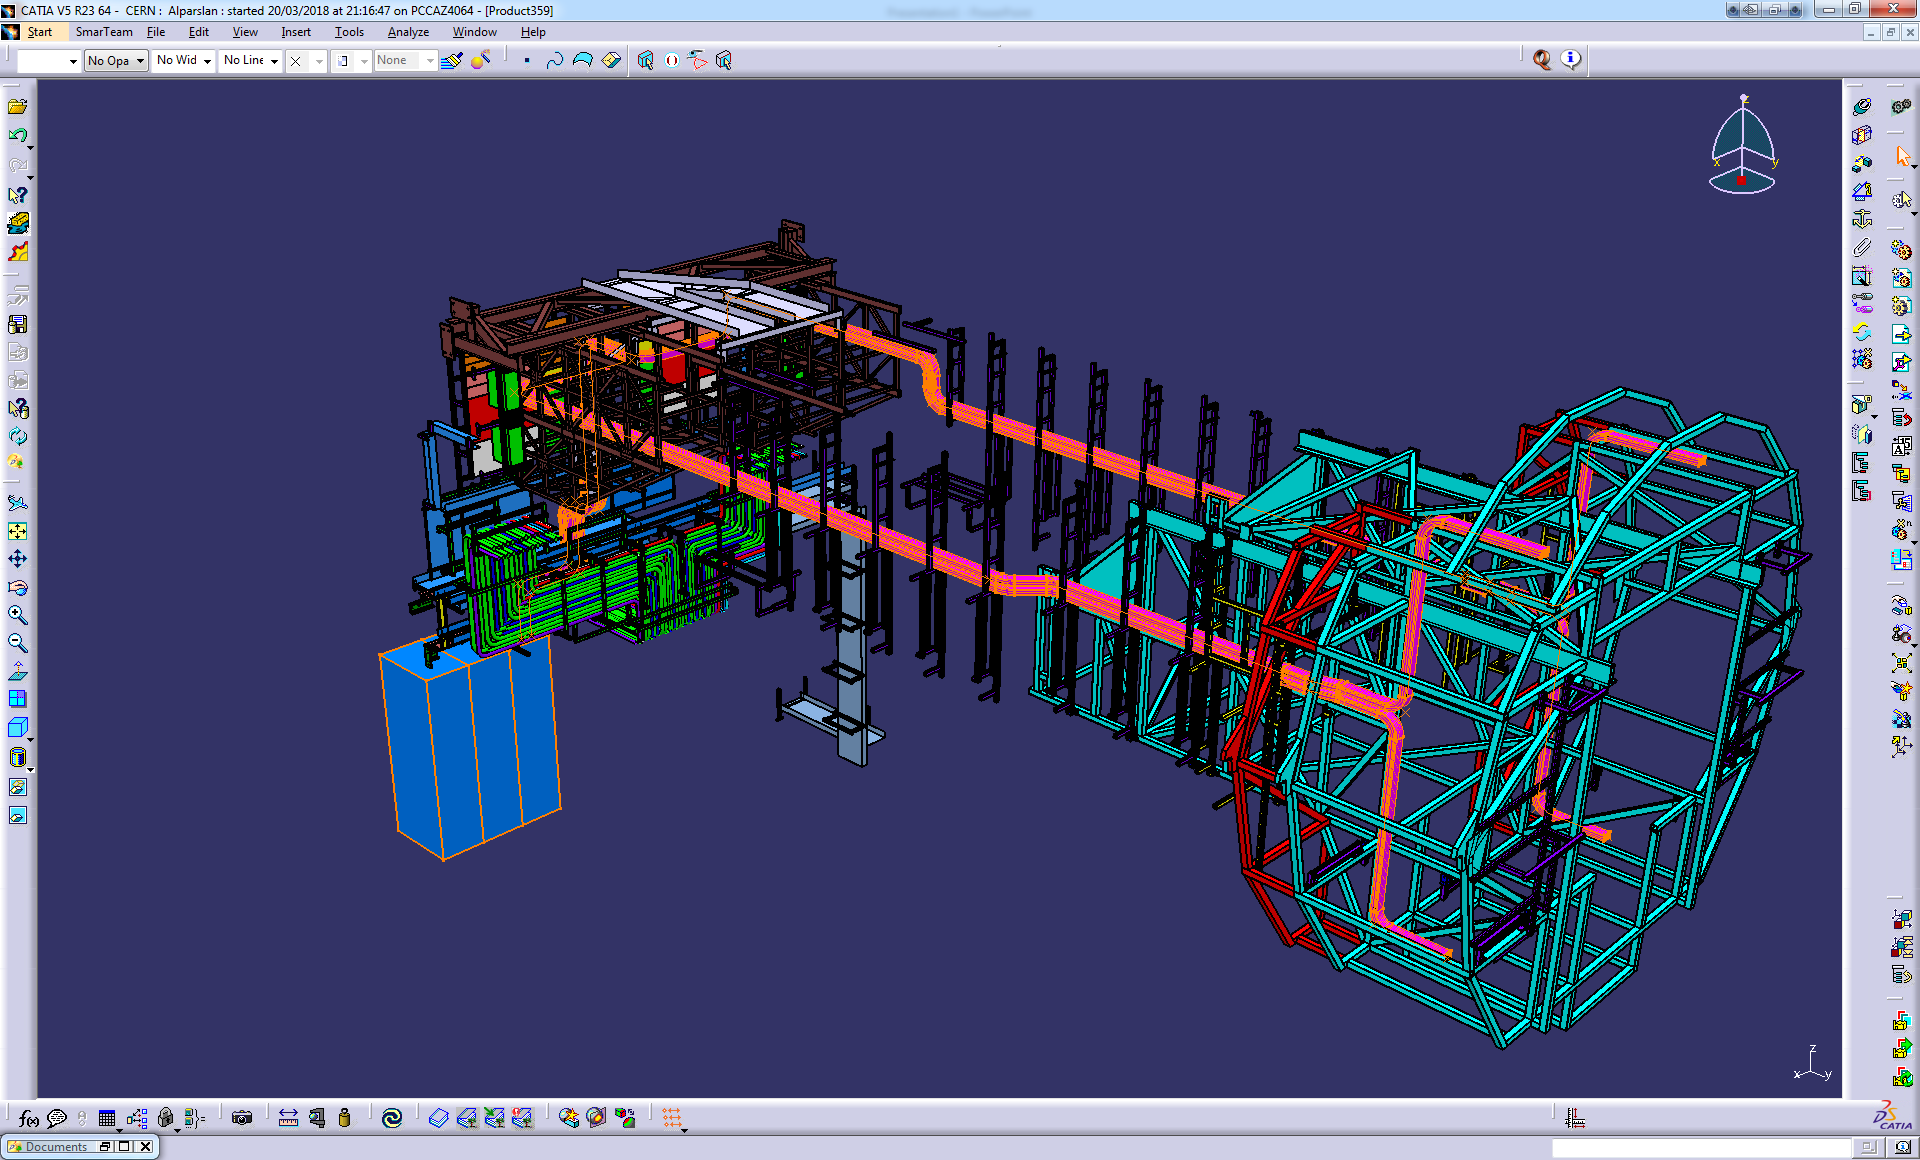 CATIA V5 R23 64 - CERN : Alparslan : started 20/03/2018 at 21:16:47 on PCCAZ4064 - [Product359]
Start SmarTeam File Edit View Insert Tools Analyze Window Help
No Opa No Wid No Line None
z
x y
z
x y
f(x)
CATIA
Documents